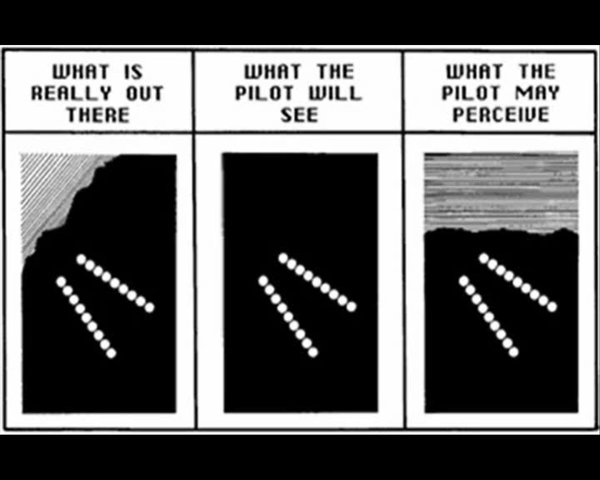 WHAT IS
REALLY OUT
THERE
WHAT THE
PILOT WILL
SEE
WHAT THE
PILOT MAY
PERCEIVE